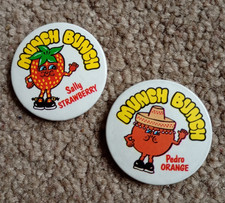 MUNCH BUNCH
Sally
STRAWBERRY
MUNCH BUNCH
Pedro
ORANGE